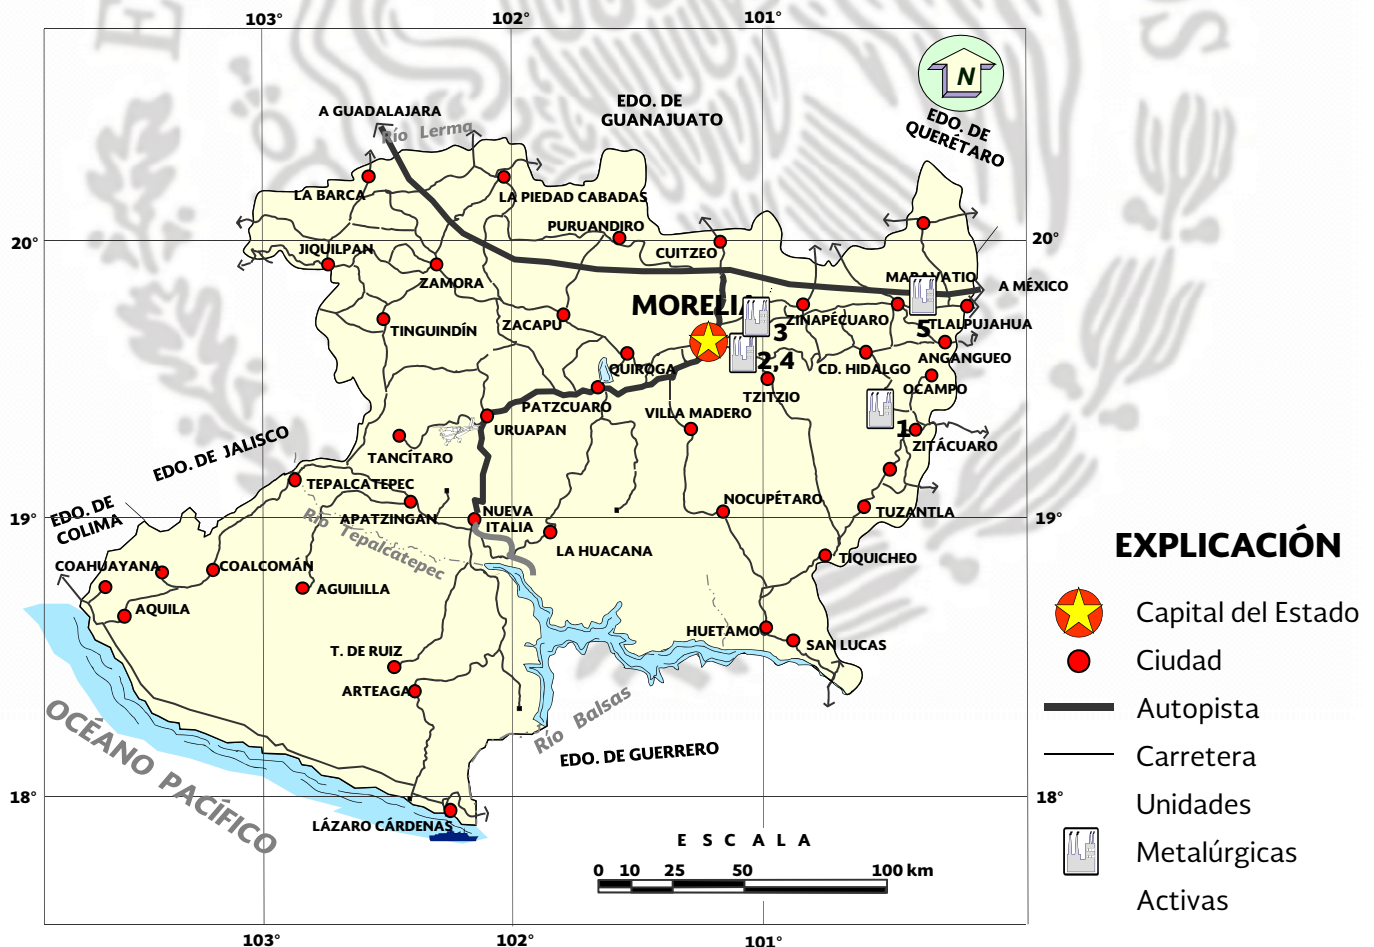 103°
102°
101°
N
A GUADALAJARA
Río Lerma
EDO. DE
GUANAJUATO
EDO. DE
QUERÉTARO
LA BARCA
LA PIEDAD CABADAS
PURUANDIRO
20°
JIQUILPAN
CUITZEO
20°
ZAMORA
MARAVATIO
A MÉXICO
MORELIA
TINGUINDÍN
ZACAPU
3
ZINAPÉCUARO
5
TLALPUJAHUA
2,4
QUIROGA
CD. HIDALGO
ANGANGUEO
OCAMPO
TZITZIO
PATZCUARO
VILLA MADERO
URUAPAN
1
ZITÁCUARO
EDO. DE JALISCO
TANCÍTARO
TEPALCATEPEC
NOCUPÉTARO
EDO. DE
COLIMA
APATZINGÁN
NUEVA
ITALIA
TUZANTLA
19°
19°
Río Tepalcatepec
LA HUACANA
TIQUICHEO
EXPLICACIÓN
COAHUAYANA
COALCOMÁN
AGUILILLA
AQUILA
Capital del Estado
HUETAMO
SAN LUCAS
T. DE RUIZ
Ciudad
ARTEAGA
Autopista
OCÉANO PACÍFICO
Río Balsas
EDO. DE GUERRERO
Carretera
18°
18°
Unidades
Metalúrgicas
Activas
LÁZARO CÁRDENAS
ESCALA
0 10 25 50 100 km
103°
102°
101°